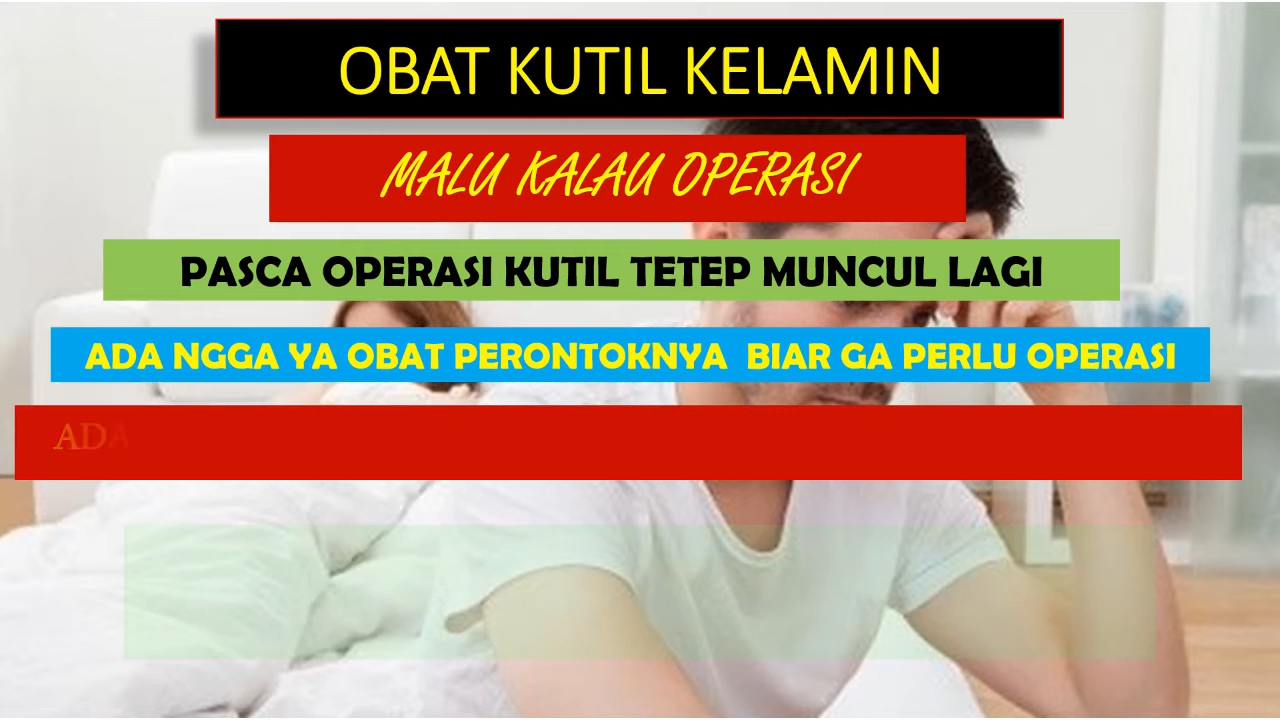 OBAT KUTIL KELAMIN
MALU KALAU OPERASI
PASCA OPERASI KUTIL TETEP MUNCUL LAGI
ADA NGGA YA OBAT PERONTOKNYA BIAR GA PERLU OPERASI
ADA